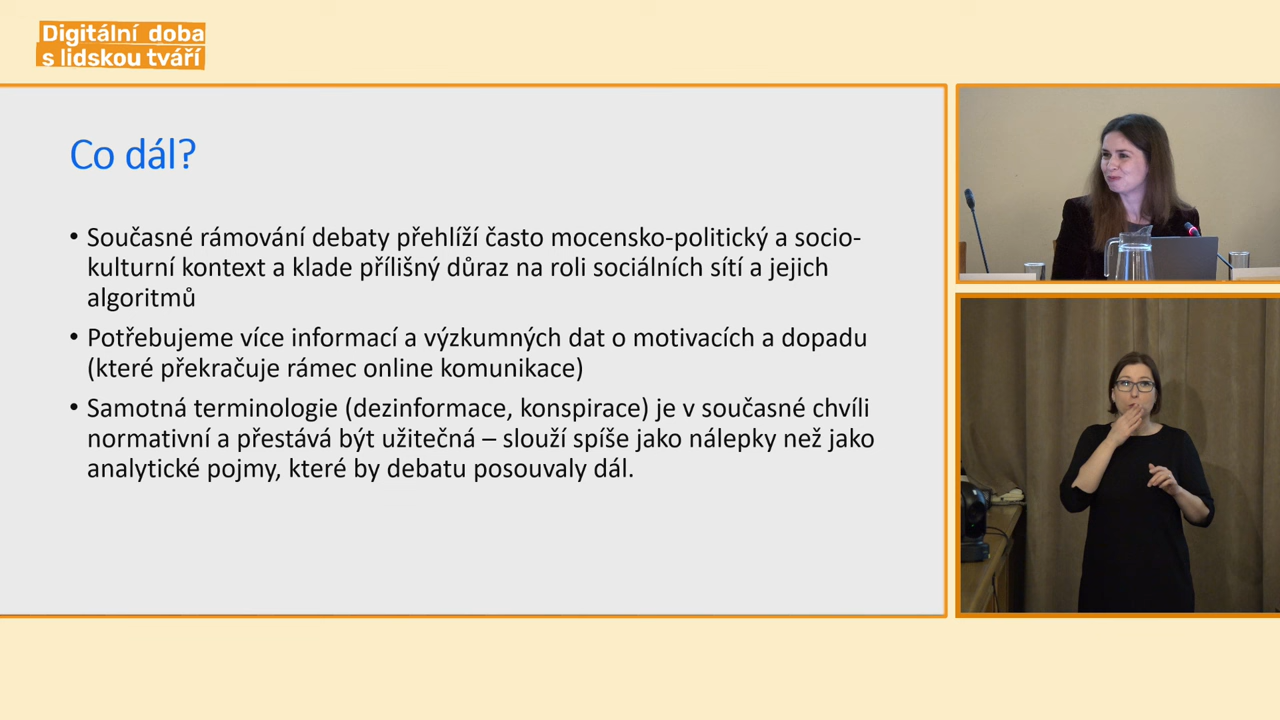 Digitální doba
s lidskou tváří
Co dál?
• Současné rámování debaty přehlíží často mocensko-politický a socio-
kulturní kontext a klade přílišný důraz na roli sociálních sítí a jejich
algoritmů
• Potřebujeme více informací a výzkumných dat o motivacích a dopadu
(které překračuje rámec online komunikace)
• Samotná terminologie (dezinformace, konspirace) je v současné chvíli
normativní a přestává být užitečná – slouží spíše jako nálepky než jako
analytické pojmy, které by debatu posouvaly dál.